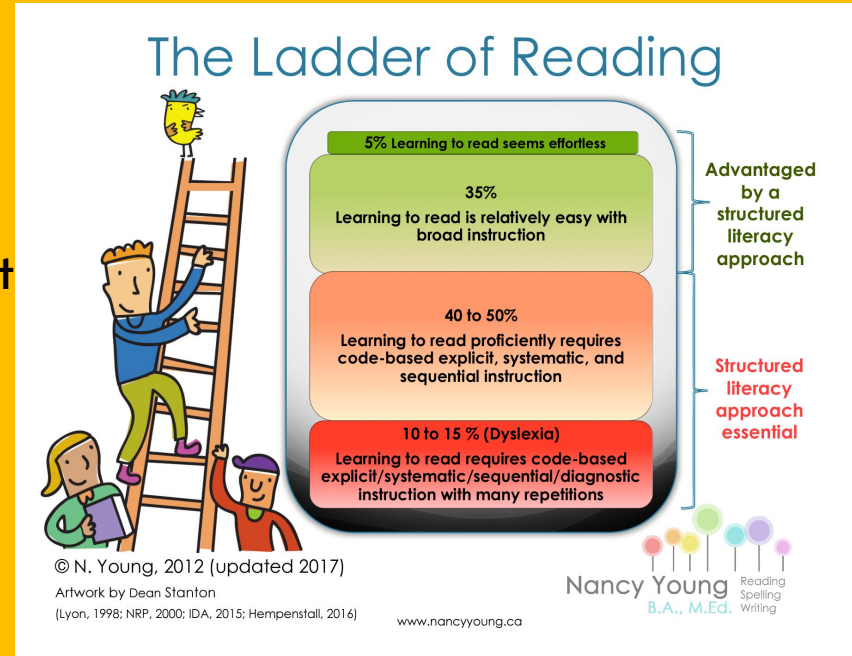 The Ladder of Reading
5% Learning to read seems effortless
35%
Learning to read is relatively easy with
broad instruction
40 to 50%
Learning to read proficiently requires
code-based explicit, systematic, and
sequential instruction
10 to 15 % (Dyslexia)
Learning to read requires code-based
explicit/systematic/sequential/diagnostic
instruction with many repetitions
Advantaged
by a
structured
literacy
approach
Structured
literacy
approach
essential
t
© N. Young, 2012 (updated 2017)
Artwork by Dean Stanton
(Lyon, 1998; NRP, 2000; IDA, 2015; Hempenstall, 2016)
www.nancyyoung.ca
Nancy Young
B.A., M.Ed.
Reading
Spelling
Writing